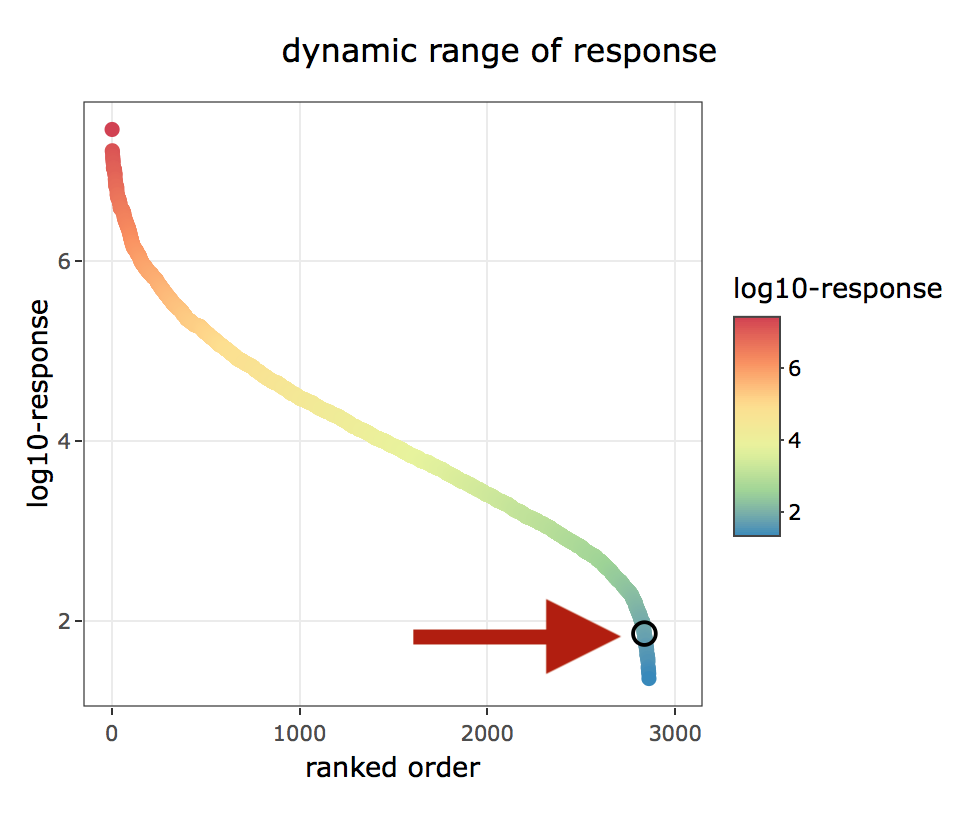 dynamic range of response
log10-response
6
4
2
0 1000 2000 3000
ranked order
log10-response
6
4
2